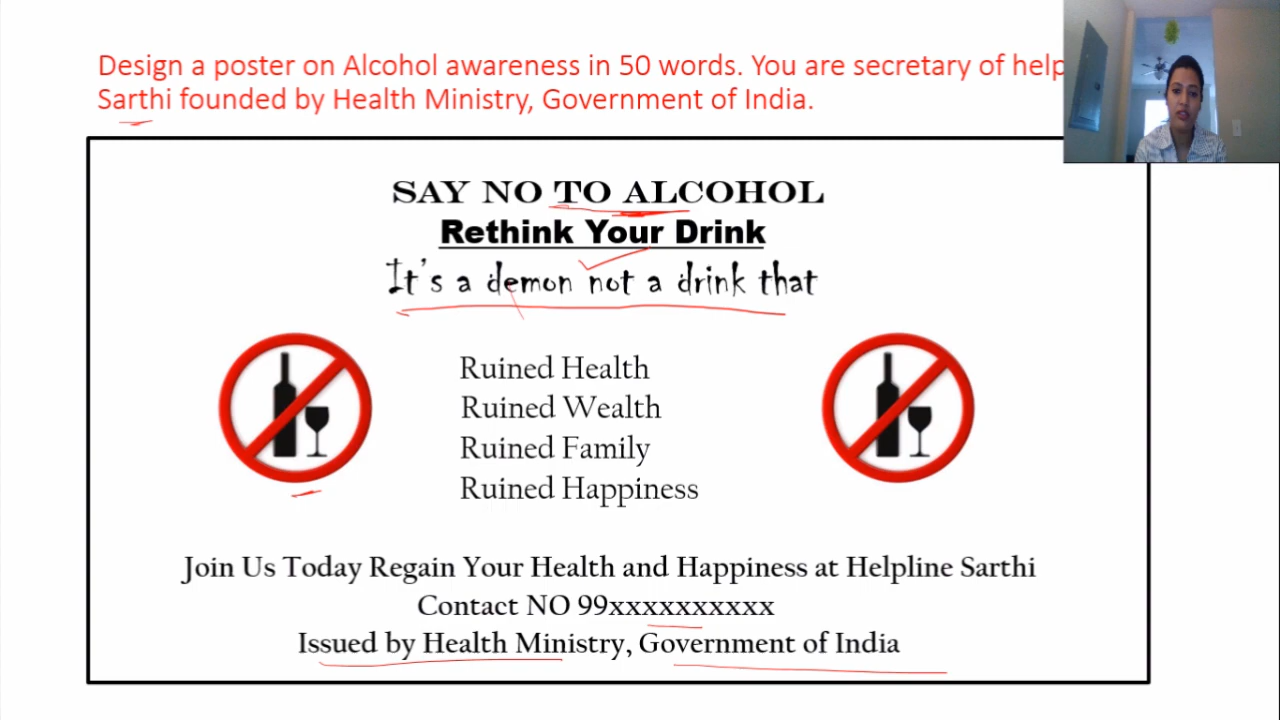 Design a poster on Alcohol awareness in 50 words. You are secretary of help
Sarthi founded by Health Ministry, Government of India.
SAY NO TO ALCOHOL
Rethink Your Drink
It's a demon not a drink that
Ruined Health
Ruined Wealth
Ruined Family
Ruined Happiness
Join Us Today Regain Your Health and Happiness at Helpline Sarthi
Contact NO 99xxxxxxxxxx
Issued by Health Ministry, Government of India